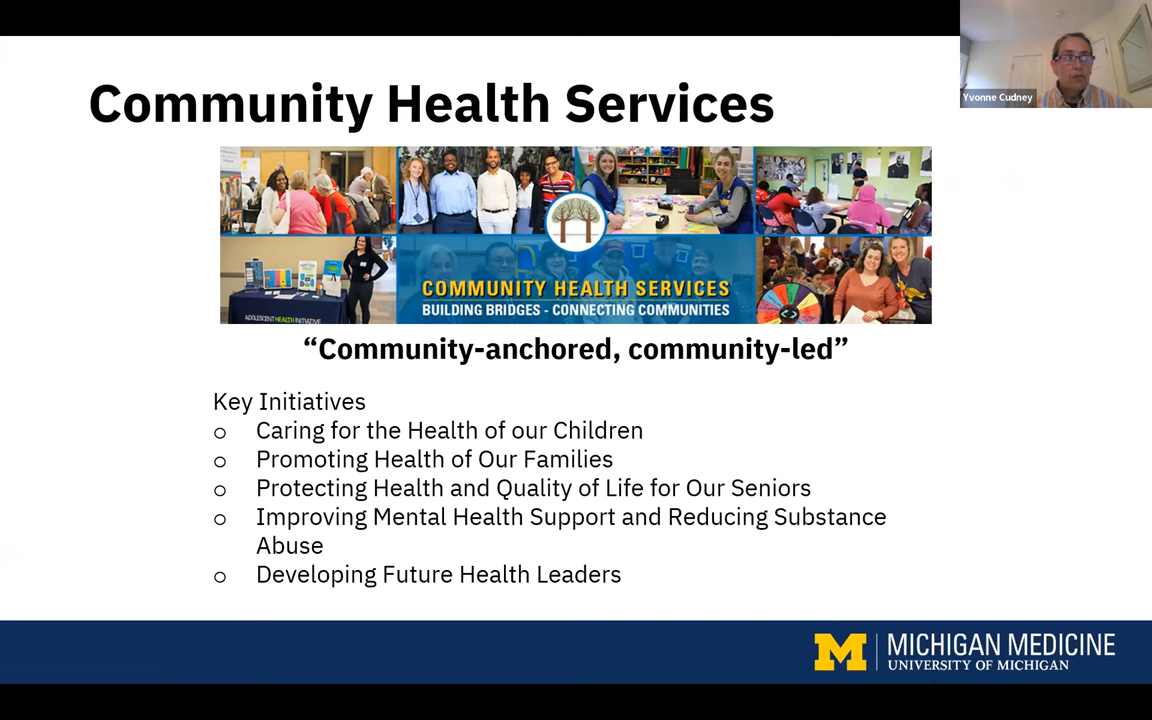 Yvonne Cudney
Community Health Services
ADOLESCENT HEALTH INITIATIVE
COMMUNITY HEALTH SERVICES
BUILDING BRIDGES - CONNECTING COMMUNITIES
“Community-anchored, community-led”
Key Initiatives
o Caring for the Health of our Children
o Promoting Health of Our Families
o Protecting Health and Quality of Life for Our Seniors
o Improving Mental Health Support and Reducing Substance
Abuse
o Developing Future Health Leaders
M MICHIGAN MEDICINE
UNIVERSITY OF MICHIGAN